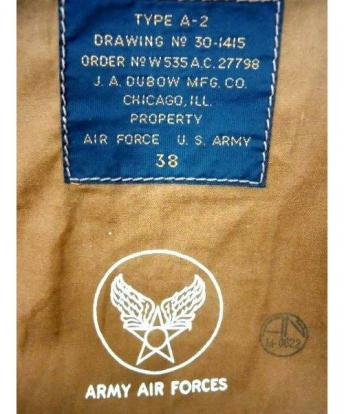 TYPE A-2
DRAWING Nº 30-1415
ORDER Nº W535 A.C. 27798
J. A. DUBOW MFG. CO.
CHICAGO, ILL.
PROPERTY
AIR FORCE U. S. ARMY
38
ARMY AIR FORCES